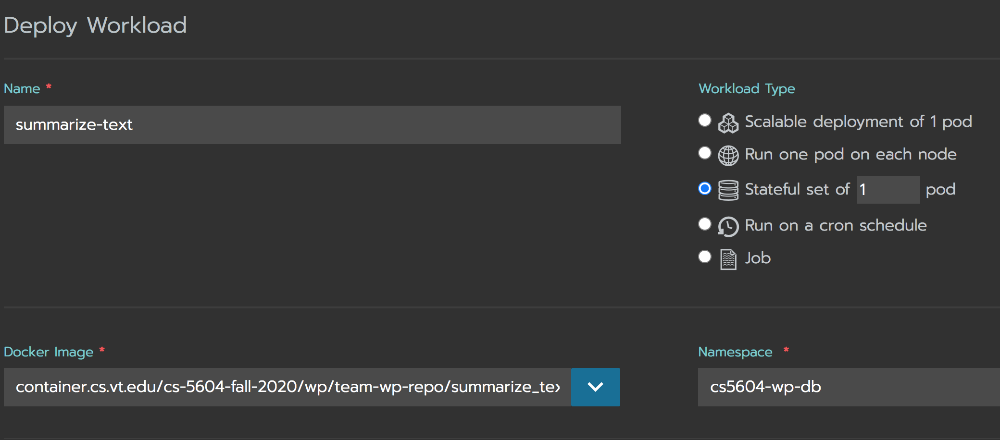 Deploy Workload
Name *
summarize-text
Workload Type
Scalable deployment of 1 pod
Run one pod on each node
Stateful set of 1 pod
Run on a cron schedule
Job
Docker Image *
container.cs.vt.edu/cs-5604-fall-2020/wp/team-wp-repo/summarize_tex
Namespace *
cs5604-wp-db